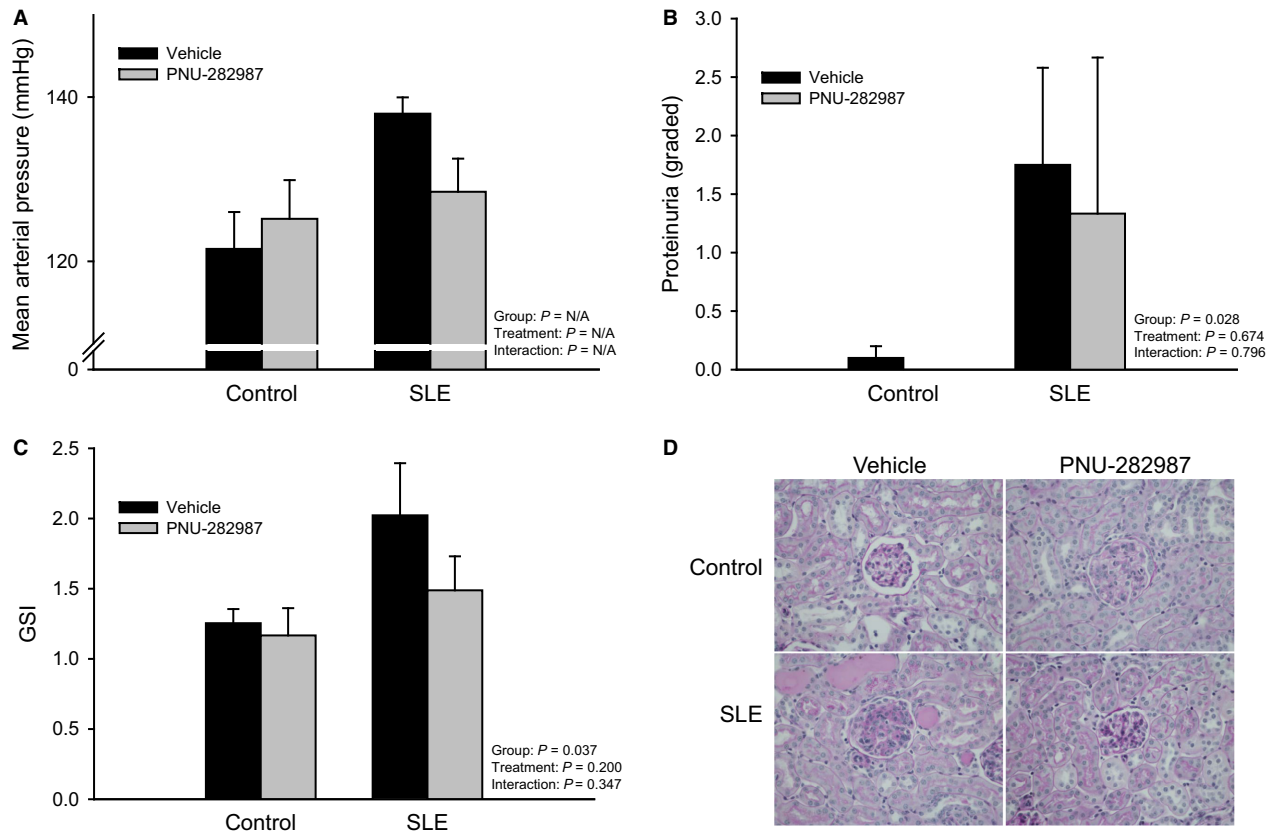 A
Mean arterial pressure (mmHg)
140
120
0
Vehicle
PNU-282987
Group: P = N/A
Treatment: P = N/A
Interaction: P = N/A
Control
SLE
B
Proteinuria (graded)
3.0
2.5
2.0
1.5
1.0
0.5
0.0
Vehicle
PNU-282987
Group: P = 0.028
Treatment: P = 0.674
Interaction: P = 0.796
Control
SLE
C
GSI
2.5
2.0
1.5
1.0
0.5
0.0
Vehicle
PNU-282987
Group: P = 0.037
Treatment: P = 0.200
Interaction: P = 0.347
Control
SLE
D
Vehicle
PNU-282987
Control
SLE